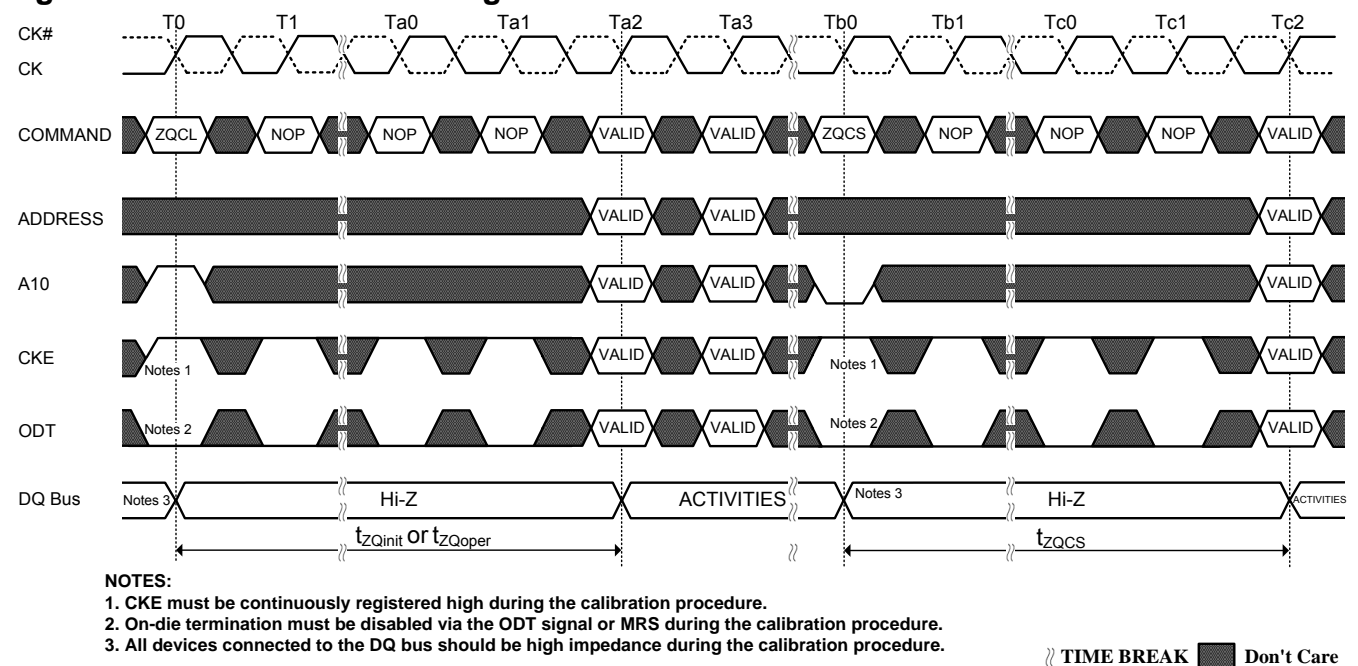 T0 T1 Ta0 Ta1 Ta2 Ta3 Tb0 Tb1 Tc0 Tc1 Tc2
CK#
CK
COMMAND ZQCL NOP NOP NOP VALID VALID ZQCS NOP NOP NOP VALID
ADDRESS VALID VALID VALID
A10 VALID VALID VALID
CKE Notes 1 VALID VALID Notes 1 VALID
ODT Notes 2 VALID VALID Notes 2 VALID
DQ Bus Notes 3 Hi-Z ACTIVITIES Notes 3 Hi-Z ACTIVITIES
tZQinit or tZQoper tZQCS
NOTES:
1. CKE must be continuously registered high during the calibration procedure.
2. On-die termination must be disabled via the ODT signal or MRS during the calibration procedure.
3. All devices connected to the DQ bus should be high impedance during the calibration procedure.
TIME BREAK Don't Care